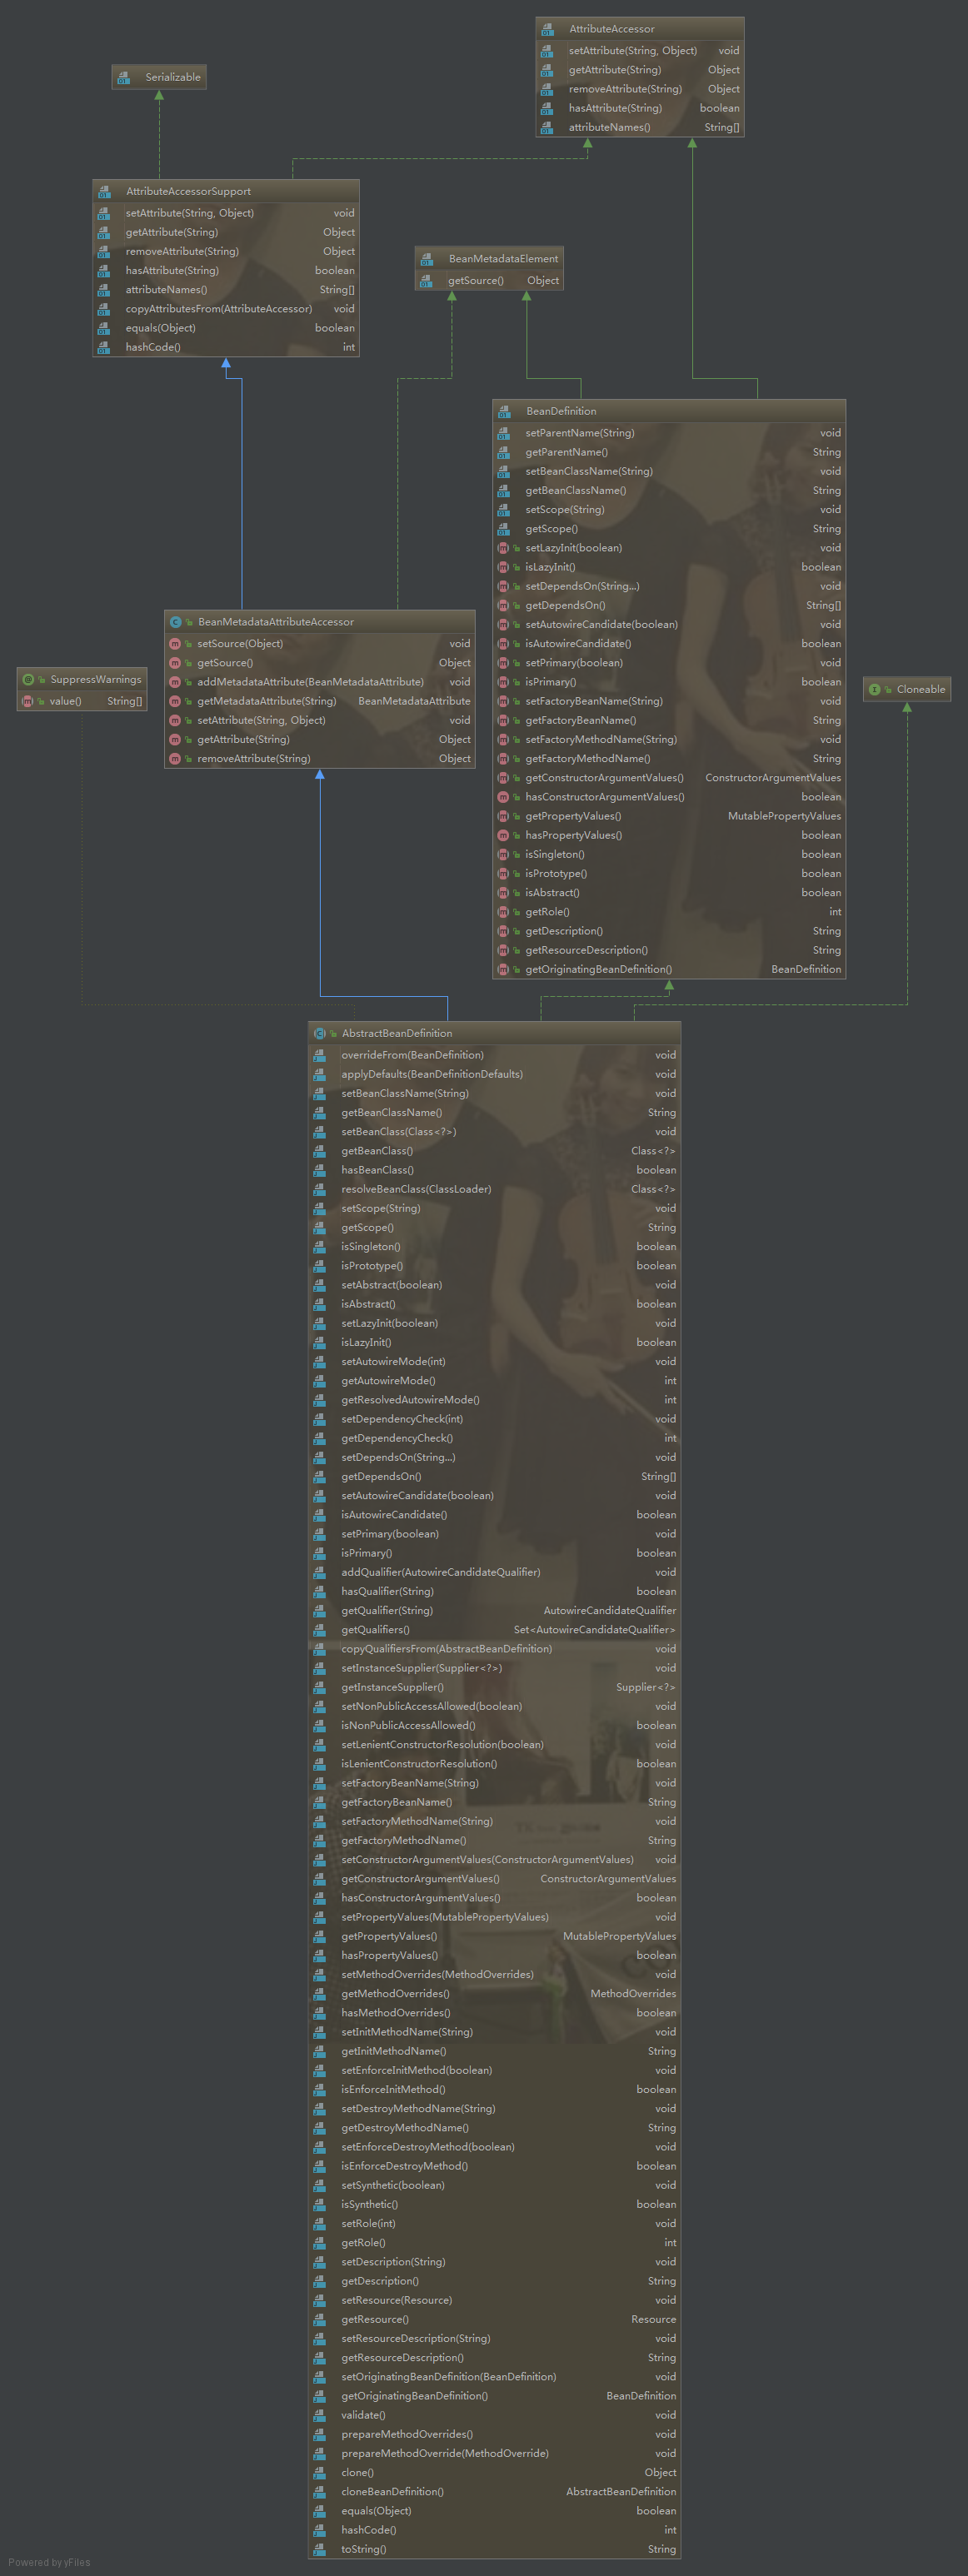 AttributeAccessor
setAttribute(String, Object) void
getAttribute(String) Object
removeAttribute(String) Object
hasAttribute(String) boolean
attributeNames() String[]
Serializable
AttributeAccessorSupport
setAttribute(String, Object) void
getAttribute(String) Object
removeAttribute(String) Object
hasAttribute(String) boolean
attributeNames() String[]
copyAttributesFrom(AttributeAccessor) void
equals(Object) boolean
hashCode() int
BeanMetadataElement
getSource() Object
BeanDefinition
setParentName(String) void
getParentName() String
setBeanClassName(String) void
getBeanClassName() String
setScope(String) void
getScope() String
setLazyInit(boolean) void
isLazyInit() boolean
setDependsOn(String...) void
getDependsOn() String[]
setAutowireCandidate(boolean) void
isAutowireCandidate() boolean
setPrimary(boolean) void
isPrimary() boolean
setFactoryBeanName(String) void
getFactoryBeanName() String
setFactoryMethodName(String) void
getFactoryMethodName() String
getConstructorArgumentValues() ConstructorArgumentValues
hasConstructorArgumentValues() boolean
getPropertyValues() MutablePropertyValues
hasPropertyValues() boolean
isSingleton() boolean
isPrototype() boolean
isAbstract() boolean
getRole() int
getDescription() String
getResourceDescription() String
getOriginatingBeanDefinition() BeanDefinition
BeanMetadataAttributeAccessor
setSource(Object) void
getSource() Object
addMetadataAttribute(BeanMetadataAttribute) void
getMetadataAttribute(String) BeanMetadataAttribute
setAttribute(String, Object) void
getAttribute(String) Object
removeAttribute(String) Object
SuppressWarnings
value() String[]
Cloneable
AbstractBeanDefinition
overrideFrom(BeanDefinition) void
applyDefaults(BeanDefinitionDefaults) void
setBeanClassName(String) void
getBeanClassName() String
setBeanClass(Class<?>) void
getBeanClass() Class<?>
hasBeanClass() boolean
resolveBeanClass(ClassLoader) Class<?>
setScope(String) void
getScope() String
isSingleton() boolean
isPrototype() boolean
setAbstract(boolean) void
isAbstract() boolean
setLazyInit(boolean) void
isLazyInit() boolean
setAutowireMode(int) void
getAutowireMode() int
getResolvedAutowireMode() int
setDependencyCheck(int) void
getDependencyCheck() int
setDependsOn(String...) void
getDependsOn() String[]
setAutowireCandidate(boolean) void
isAutowireCandidate() boolean
setPrimary(boolean) void
isPrimary() boolean
addQualifier(AutowireCandidateQualifier) void
hasQualifier(String) boolean
getQualifier(String) AutowireCandidateQualifier
getQualifiers() Set<AutowireCandidateQualifier>
copyQualifiersFrom(AbstractBeanDefinition) void
setInstanceSupplier(Supplier<?>) void
getInstanceSupplier() Supplier<?>
setNonPublicAccessAllowed(boolean) void
isNonPublicAccessAllowed() boolean
setLenientConstructorResolution(boolean) void
isLenientConstructorResolution() boolean
setFactoryBeanName(String) void
getFactoryBeanName() String
setFactoryMethodName(String) void
getFactoryMethodName() String
setConstructorArgumentValues(ConstructorArgumentValues) void
getConstructorArgumentValues() ConstructorArgumentValues
hasConstructorArgumentValues() boolean
setPropertyValues(MutablePropertyValues) void
getPropertyValues() MutablePropertyValues
hasPropertyValues() boolean
setMethodOverrides(MethodOverrides) void
getMethodOverrides() MethodOverrides
hasMethodOverrides() boolean
setInitMethodName(String) void
getInitMethodName() String
setEnforceInitMethod(boolean) void
isEnforceInitMethod() boolean
setDestroyMethodName(String) void
getDestroyMethodName() String
setEnforceDestroyMethod(boolean) void
isEnforceDestroyMethod() boolean
setSynthetic(boolean) void
isSynthetic() boolean
setRole(int) void
getRole() int
setDescription(String) void
getDescription() String
setResource(Resource) void
getResource() Resource
setResourceDescription(String) void
getResourceDescription() String
setOriginatingBeanDefinition(BeanDefinition) void
getOriginatingBeanDefinition() BeanDefinition
validate() void
prepareMethodOverrides() void
prepareMethodOverride(MethodOverride) void
clone() Object
cloneBeanDefinition() AbstractBeanDefinition
equals(Object) boolean
hashCode() int
toString() String
Powered by yFiles